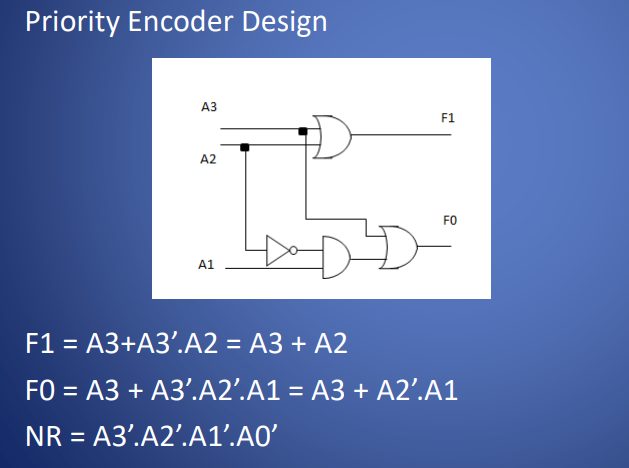 Priority Encoder Design
A3
F1
A2
F0
A1
F1 = A3+A3’.A2 = A3 + A2
F0 = A3 + A3’.A2’.A1 = A3 + A2’.A1
NR = A3’.A2’.A1’.A0’